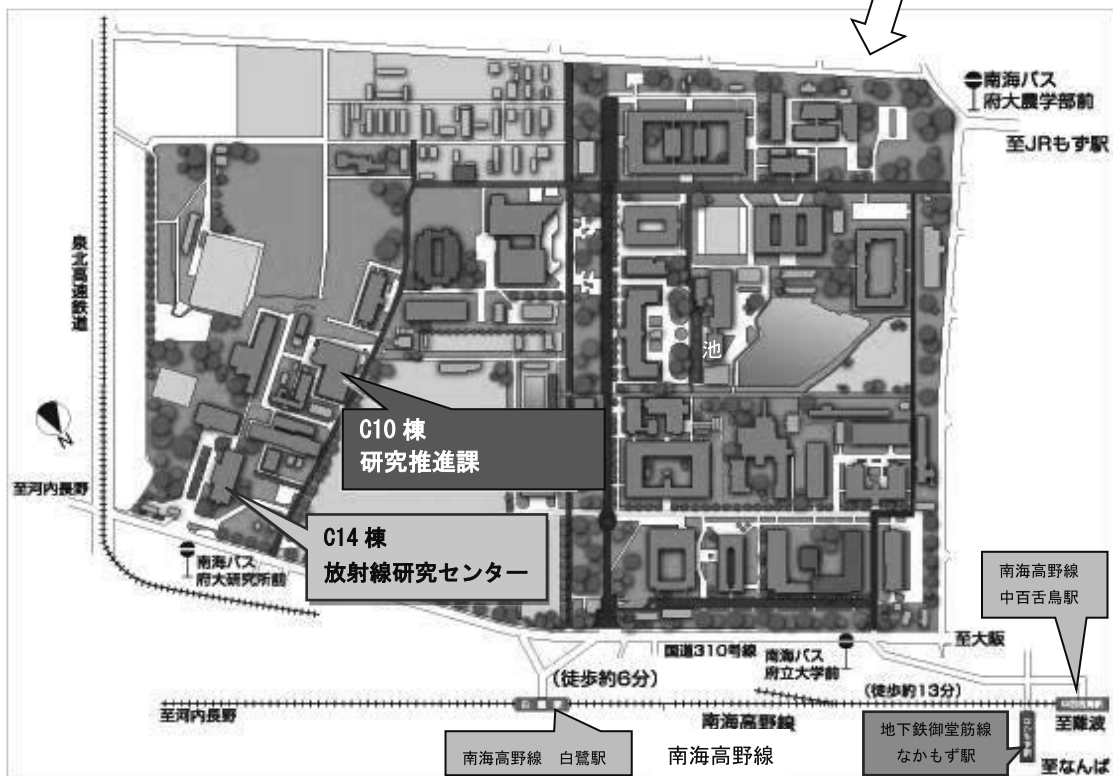 南海バス
府大農学部前
至JRもず駅
泉北高速鉄道
池
C10 棟
研究推進課
N
至河内長野
C14 棟
放射線研究センター
南海バス
府大研究所前
南海高野線
中百舌鳥駅
至大阪
国道310号線
南海バス
府立大学前
(徒歩約6分)
(徒歩約13分)
至河内長野
白鷺駅
南海高野線
至難波
南海高野線 白鷺駅
南海高野線
地下鉄御堂筋線
なかもず駅
至なんば